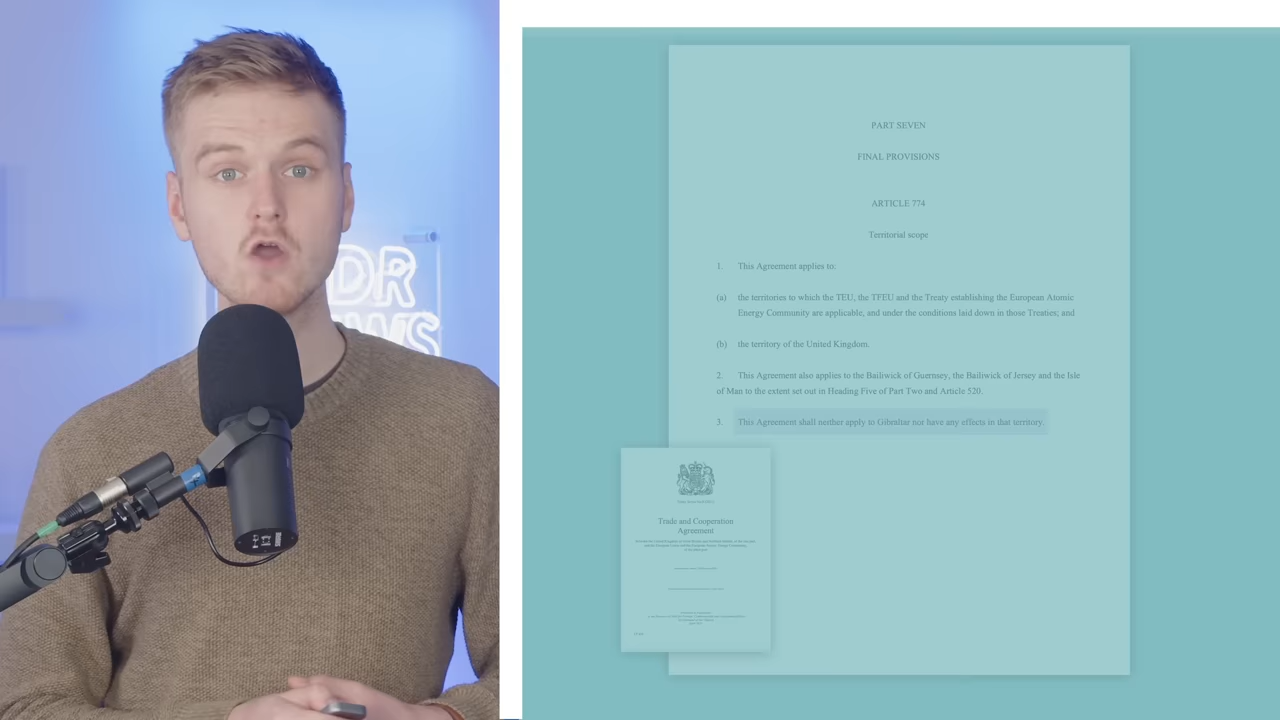 DR
WS
PART SEVEN
FINAL PROVISIONS
ARTICLE 774
Territorial scope
1. This Agreement applies to:
(a) the territories to which the TEU, the TFEU and the Treaty establishing the European Atomic
Energy Community are applicable, and under the conditions laid down in those Treaties; and
(b) the territory of the United Kingdom.
2. This Agreement also applies to the Bailiwick of Guernsey, the Bailiwick of Jersey and the Isle
of Man to the extent set out in Heading Five of Part Two and Article 520.
3. This Agreement shall neither apply to Gibraltar nor have any effects in that territory.
Trade and Cooperation
Agreement